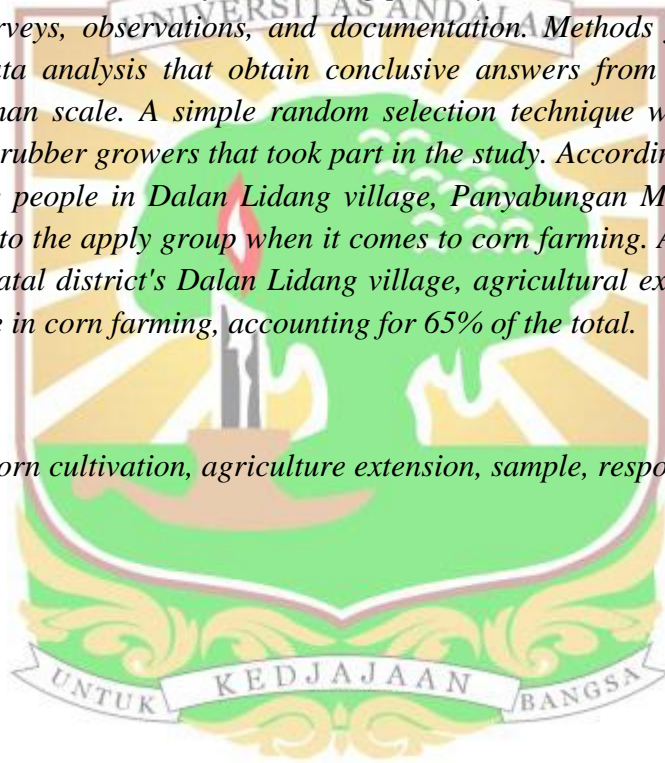 UNIVERSITAS ANDALAS
rveys, observations, and documentation. Methods
ta analysis that obtain conclusive answers from
nan scale. A simple random selection technique w
rubber growers that took part in the study. Accordin
people in Dalan Lidang village, Panyabungan M
to the apply group when it comes to corn farming. A
atal district's Dalan Lidang village, agricultural ex
e in corn farming, accounting for 65% of the total.
orn cultivation, agriculture extension, sample, respo
UNTUK KEDJAJAAN BANGSA